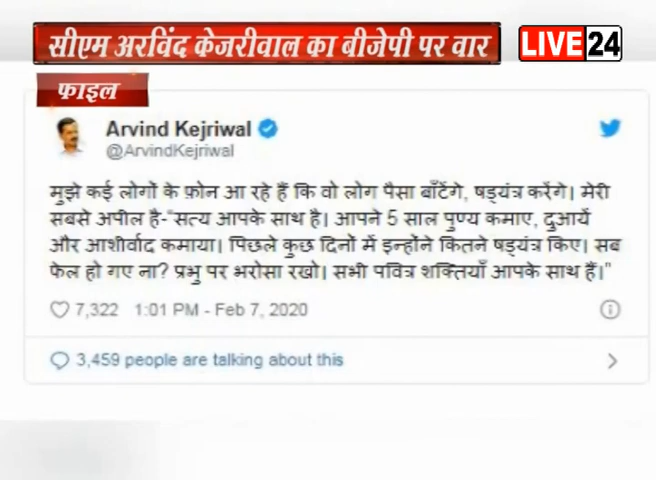 सीएम अरविंद केजरीवाल का बीजेपी पर वार
LIVE 24
फाइल
Arvind Kejriwal
@ArvindKejriwal
मुझे कई लोगों के फ़ोन आ रहे हैं कि वो लोग पैसा बाँटेंगे, षड्यंत्र करेंगे। मेरी
सबसे अपील है-"सत्य आपके साथ है। आपने 5 साल पुण्य कमाए, दुआयें
और आशीर्वाद कमाया। पिछले कुछ दिनों में इन्होंने कितने षड्यंत्र किए। सब
फेल हो गए ना? प्रभु पर भरोसा रखो। सभी पवित्र शक्तियाँ आपके साथ हैं।"
7,322 1:01 PM - Feb 7, 2020
3,459 people are talking about this